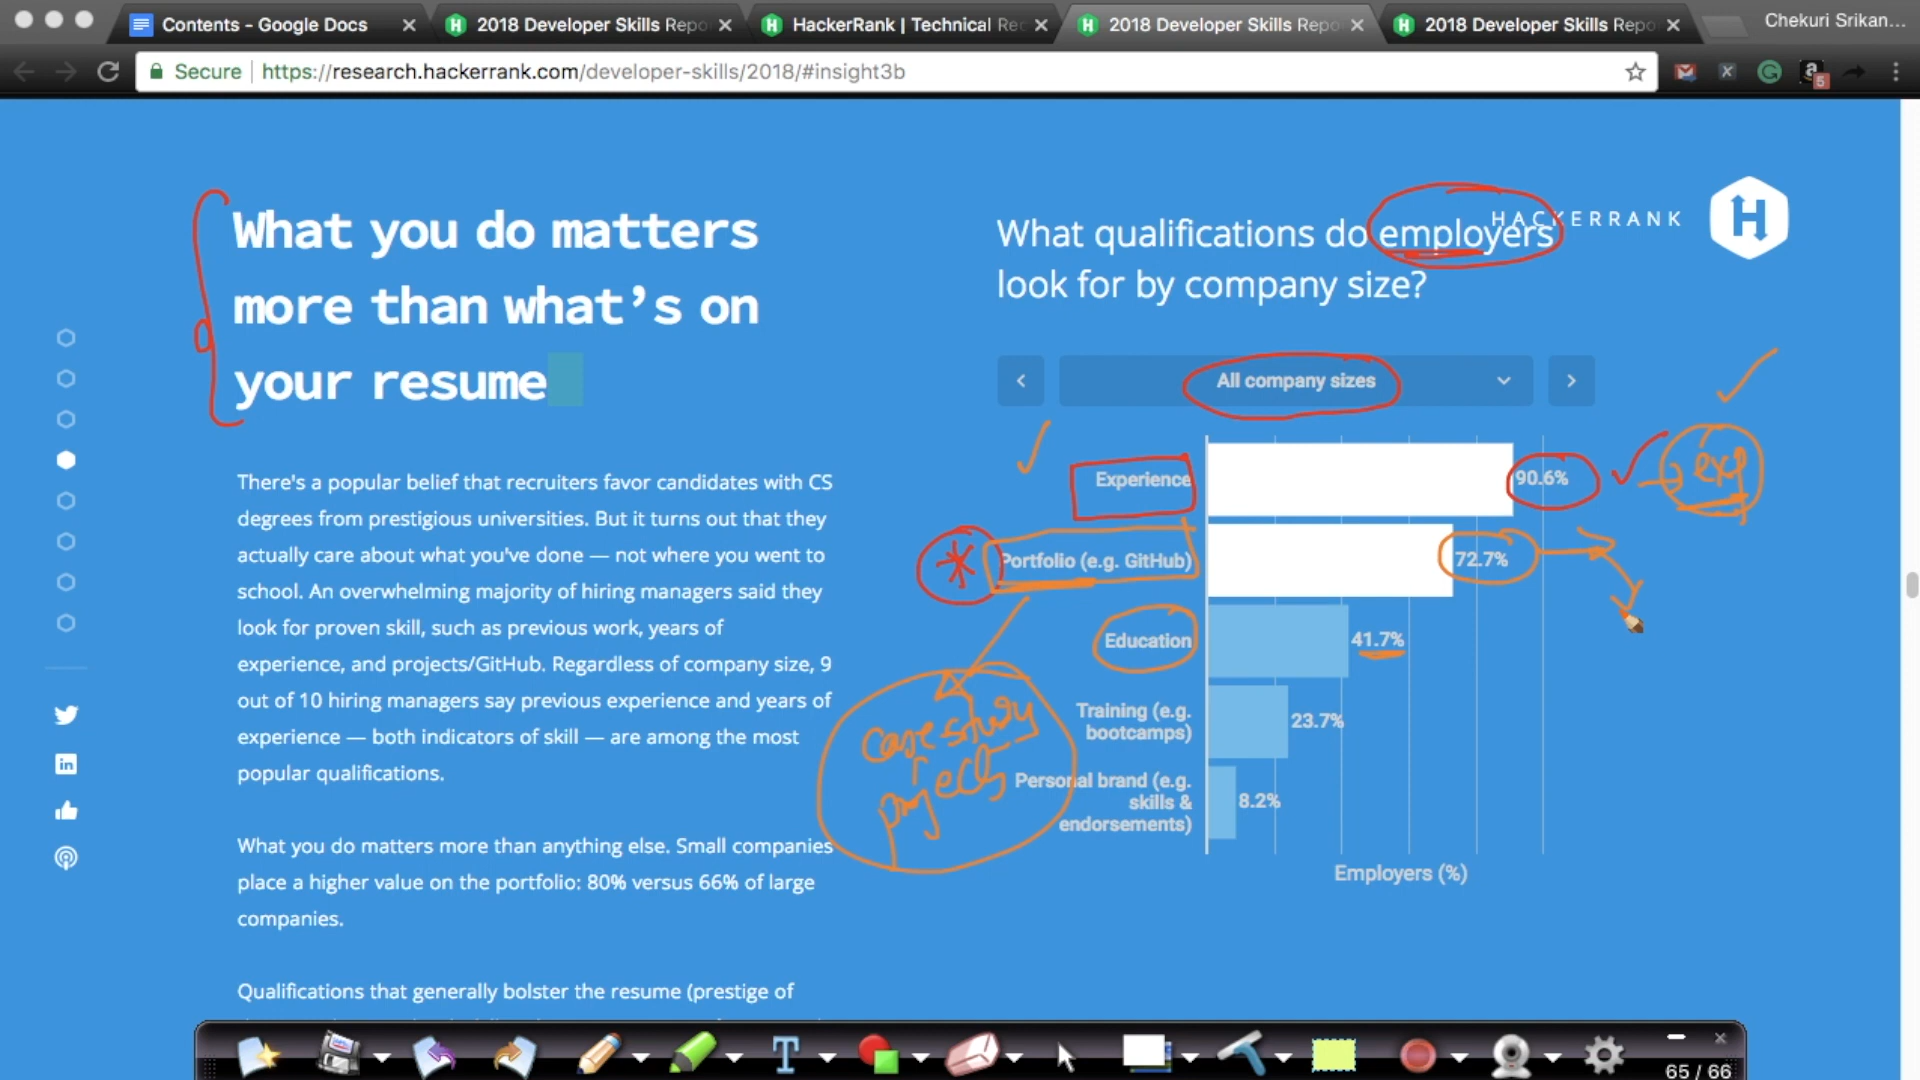 Contents - Google Docs
2018 Developer Skills Repo
HackerRank | Technical Rec
2018 Developer Skills Repo
2018 Developer Skills Repo
Chekuri Srikan...
Secure
https://research.hackerrank.com/developer-skills/2018/#insight3b
5
What you do matters
more than what's on
your resume
There's a popular belief that recruiters favor candidates with CS
degrees from prestigious universities. But it turns out that they
actually care about what you've done — not where you went to
school. An overwhelming majority of hiring managers said they
look for proven skill, such as previous work, years of
experience, and projects/GitHub. Regardless of company size, 9
out of 10 hiring managers say previous experience and years of
experience — both indicators of skill — are among the most
popular qualifications.
What you do matters more than anything else. Small companies
place a higher value on the portfolio: 80% versus 66% of large
companies.
Qualifications that generally bolster the resume (prestige of
HACKERRANK
What qualifications do employers
look for by company size?
All company sizes
Experience
90.6%
exp
Portfolio (e.g. GitHub)
72.7%
Education
41.7%
Training (e.g.
bootcamps)
23.7%
Personal brand (e.g.
skills &
endorsements)
8.2%
Employers (%)
case study
projects
65 / 66